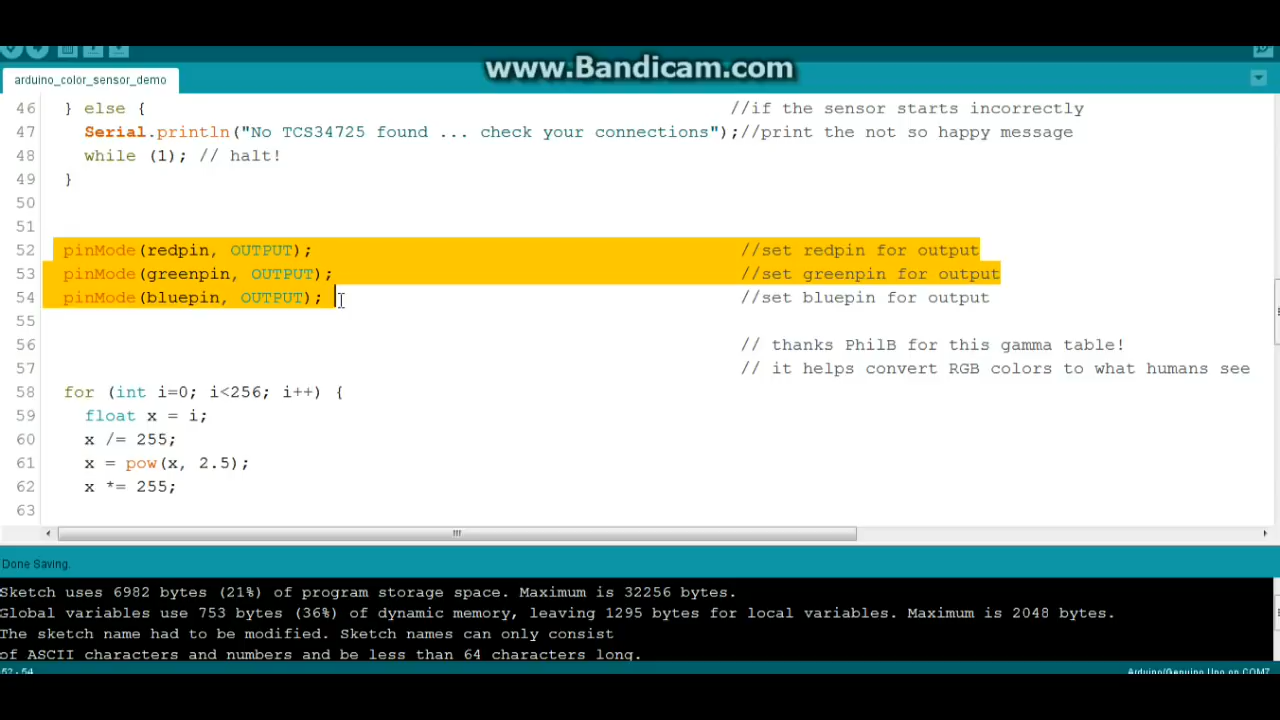 www.Bandicam.com
arduino_color_sensor_demo
46 } else { //if the sensor starts incorrectly
47 Serial.println("No TCS34725 found ... check your connections");//print the not so happy message
48 while (1); // halt!
49 }
50
51
52 pinMode(redpin, OUTPUT); //set redpin for output
53 pinMode(greenpin, OUTPUT); //set greenpin for output
54 pinMode(bluepin, OUTPUT); //set bluepin for output
55
56 // thanks PhilB for this gamma table!
57 // it helps convert RGB colors to what humans see
58 for (int i=0; i<256; i++) {
59 float x = i;
60 x /= 255;
61 x = pow(x, 2.5);
62 x *= 255;
63
Done Saving.
Sketch uses 6982 bytes (21%) of program storage space. Maximum is 32256 bytes.
Global variables use 753 bytes (36%) of dynamic memory, leaving 1295 bytes for local variables. Maximum is 2048 bytes.
The sketch name had to be modified. Sketch names can only consist
of ASCII characters and numbers and be less than 64 characters long.
52-54 Arduino/Genuino Uno on COM7